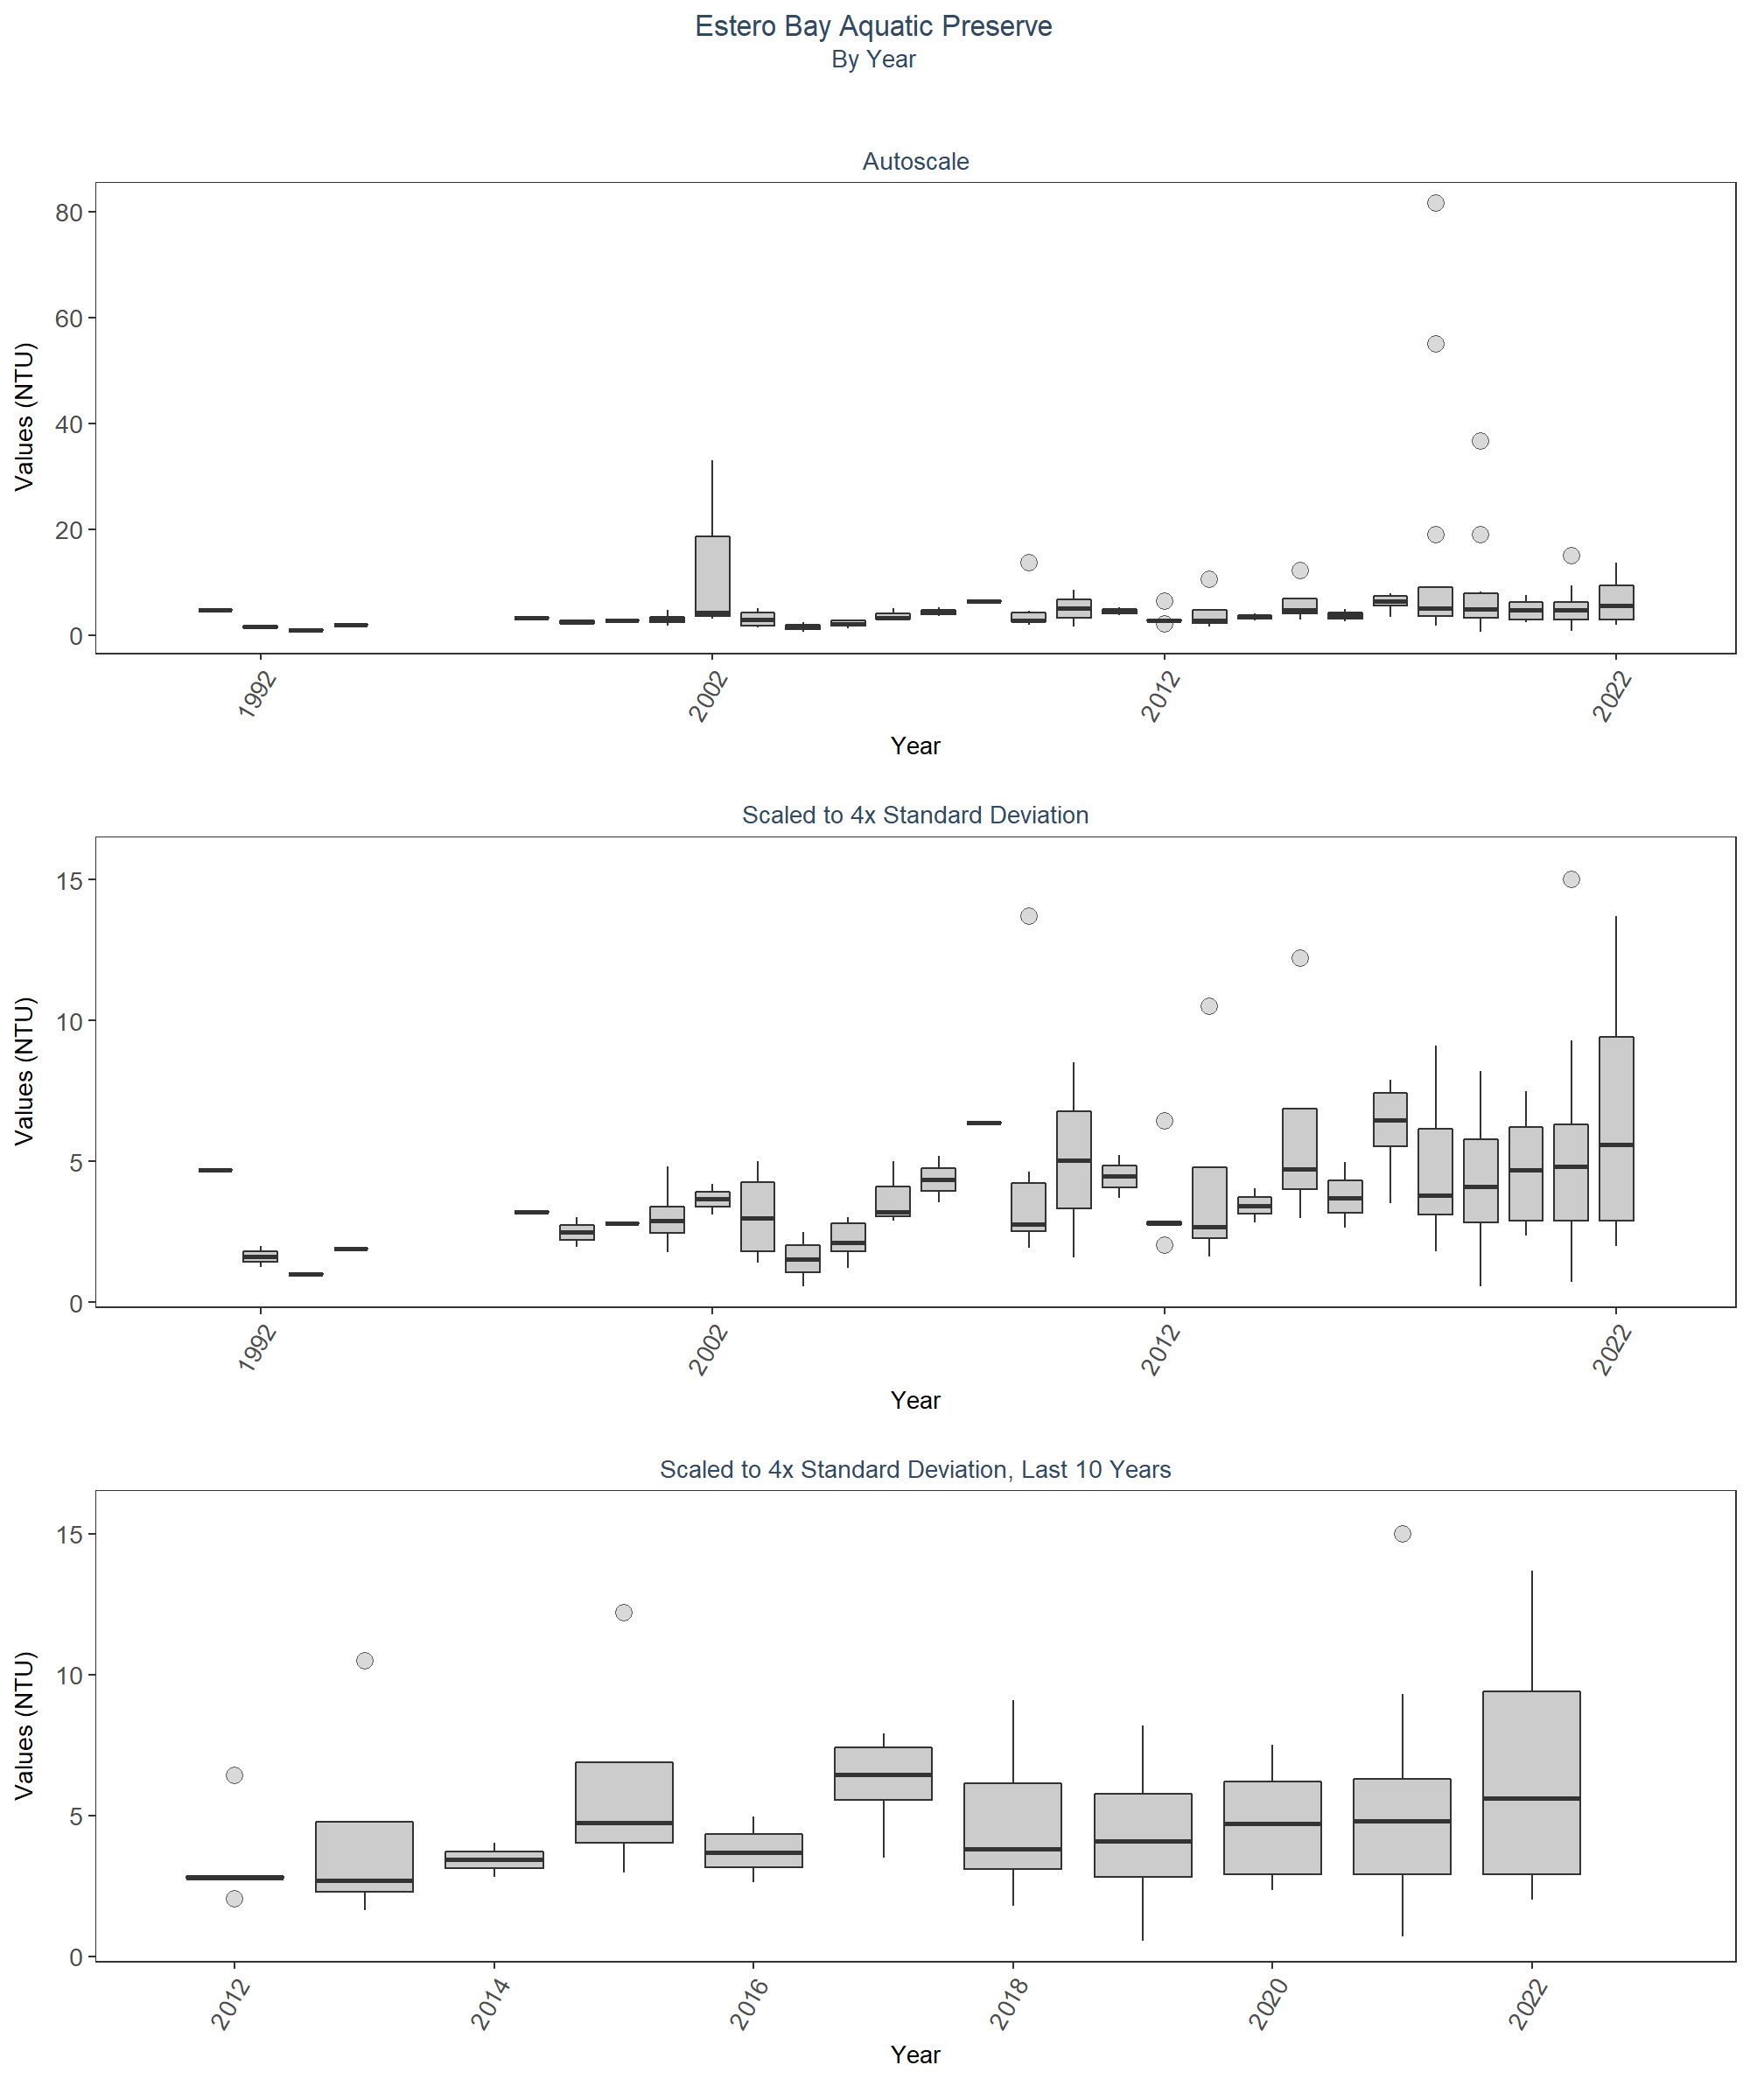 Estero Bay Aquatic Preserve
By Year
Autoscale
Values (NTU)
80
60
40
20
0
1992
2002
2012
2022
Year
Scaled to 4x Standard Deviation
Values (NTU)
15
10
5
0
1992
2002
2012
2022
Year
Scaled to 4x Standard Deviation, Last 10 Years
Values (NTU)
15
10
5
0
2012
2014
2016
2018
2020
2022
Year